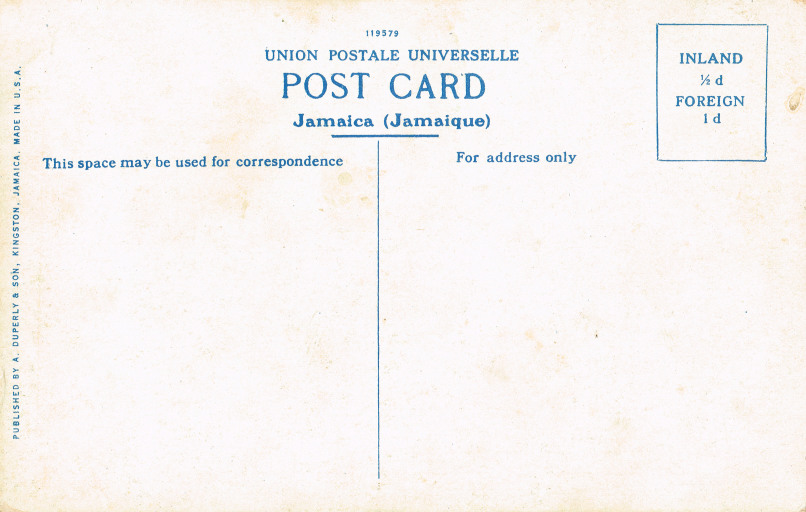 119579
UNION POSTALE UNIVERSELLE
POST CARD
Jamaica (Jamaique)
This space may be used for correspondence
For address only
INLAND
½ d
FOREIGN
1 d
PUBLISHED BY A. DUPERLY & SON, KINGSTON, JAMAICA. MADE IN U.S.A.